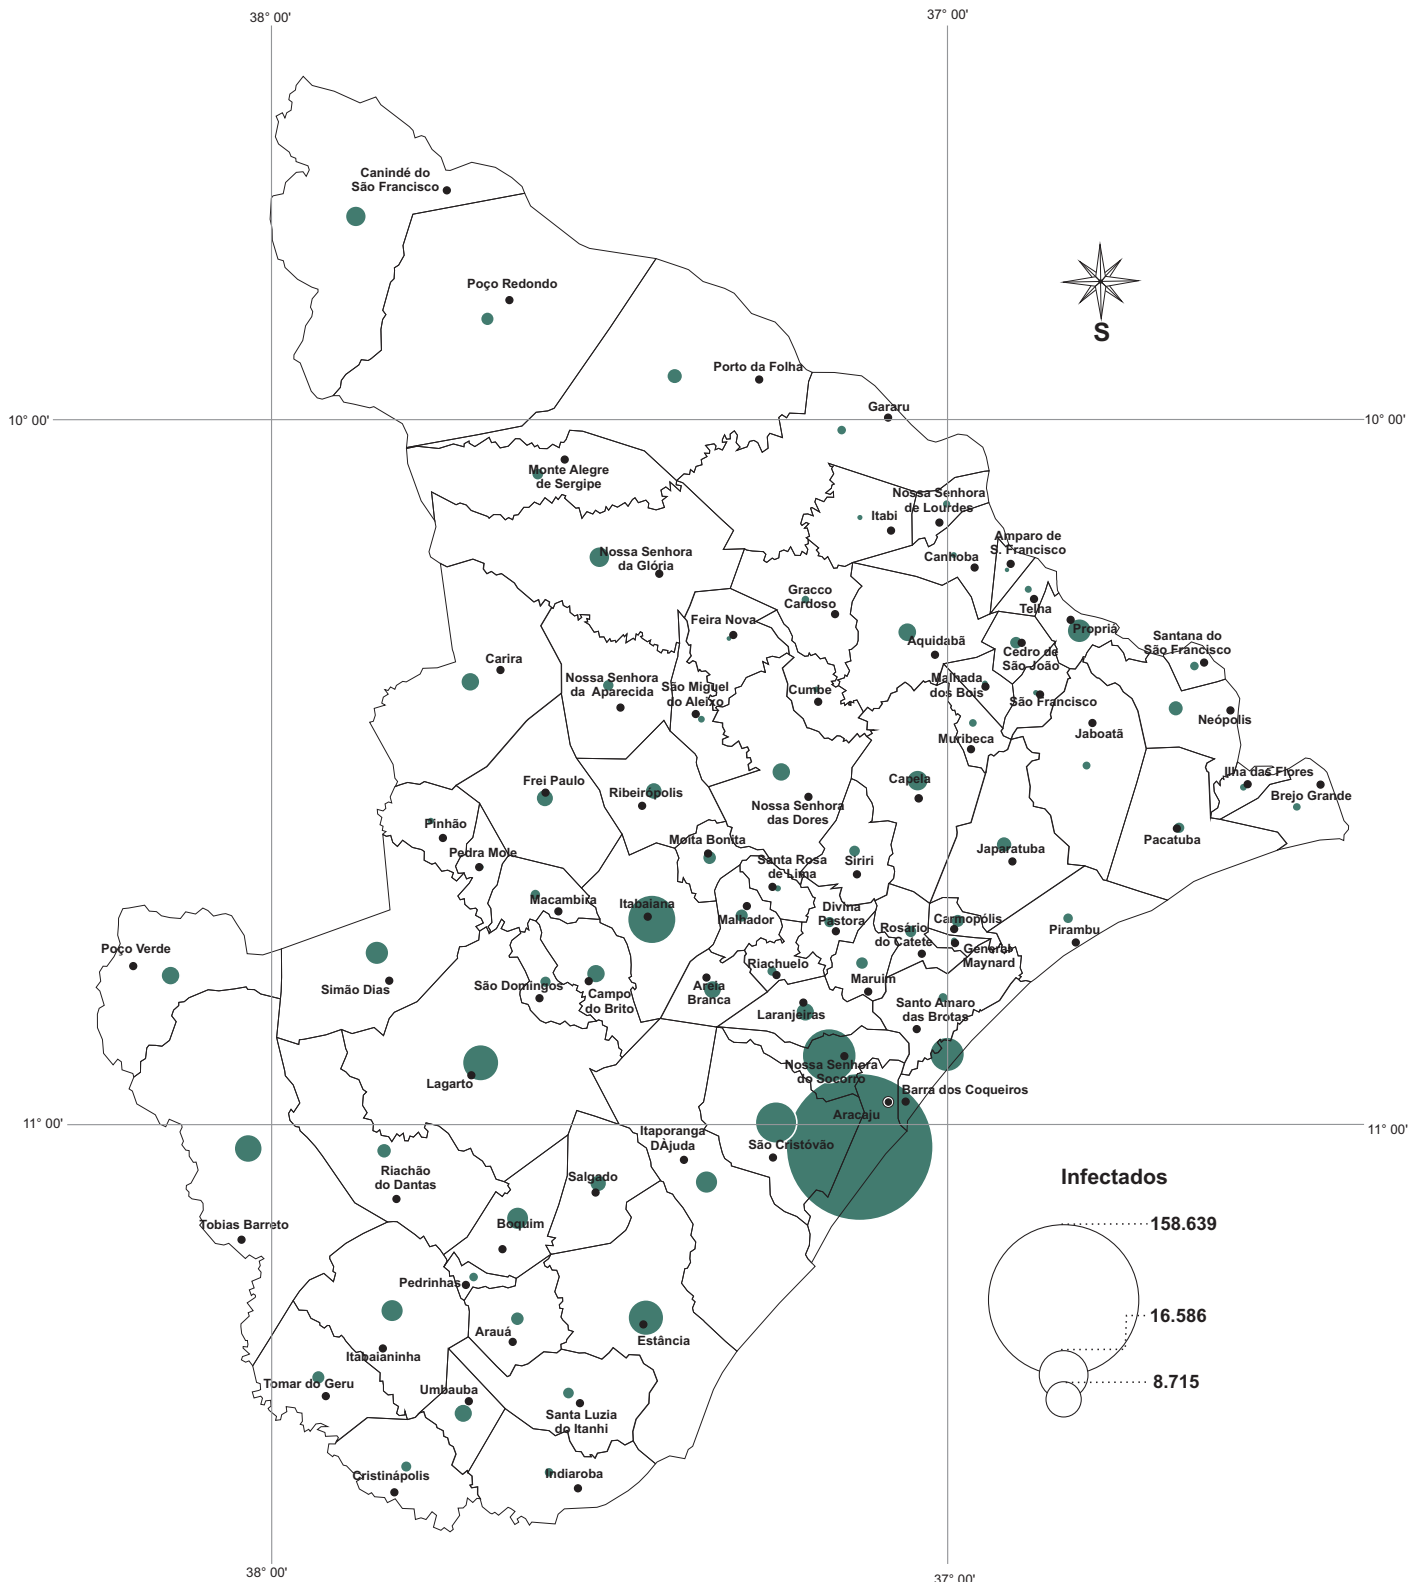 38° 00'
37° 00'
Canindé do
São Francisco
Poço Redondo
S
Porto da Folha
Gararu
10° 00'
10° 00'
Monte Alegre
de Sergipe
Nossa Senhora
de Lourdes
Itabi
Amparo de
S. Francisco
Nossa Senhora
da Glória
Canhoba
Gracco
Cardoso
Telha
Feira Nova
Propriá
Santana do
São Francisco
Aquidabã
Cedro de
São João
Carira
Nossa Senhora
da Aparecida
São Miguel
do Aleixo
Cumbe
Malhada
dos Bois
São Francisco
Neópolis
Jaboatã
Muribeca
Frei Paulo
Ribeirópolis
Capela
Ilha das Flores
Brejo Grande
Nossa Senhora
das Dores
Pinhão
Pedra Mole
Moita Bonita
Santa Rosa
de Lima
Siriri
Japaratuba
Pacatuba
Macambira
Itabaiana
Malhador
Divina
Pastora
Rosário
do Catete
Carmopólis
General
Maynard
Pirambu
Poço Verde
Simão Dias
São Domingos
Campo
do Brito
Areia
Branca
Riachuelo
Maruim
Laranjeiras
Santo Amaro
das Brotas
Lagarto
Nossa Senhora
do Socorro
Barra dos Coqueiros
Aracaju
11° 00'
11° 00'
Itaporanga
DÀjuda
São Cristóvão
Riachão
do Dantas
Salgado
Infectados
Tobias Barreto
Boquim
158.639
Pedrinhas
16.586
Arauá
Estância
Itabaianinha
8.715
Tomar do Geru
Umbauba
Santa Luzia
do Itanhi
Cristinápolis
Indiaroba
38° 00'
37° 00'